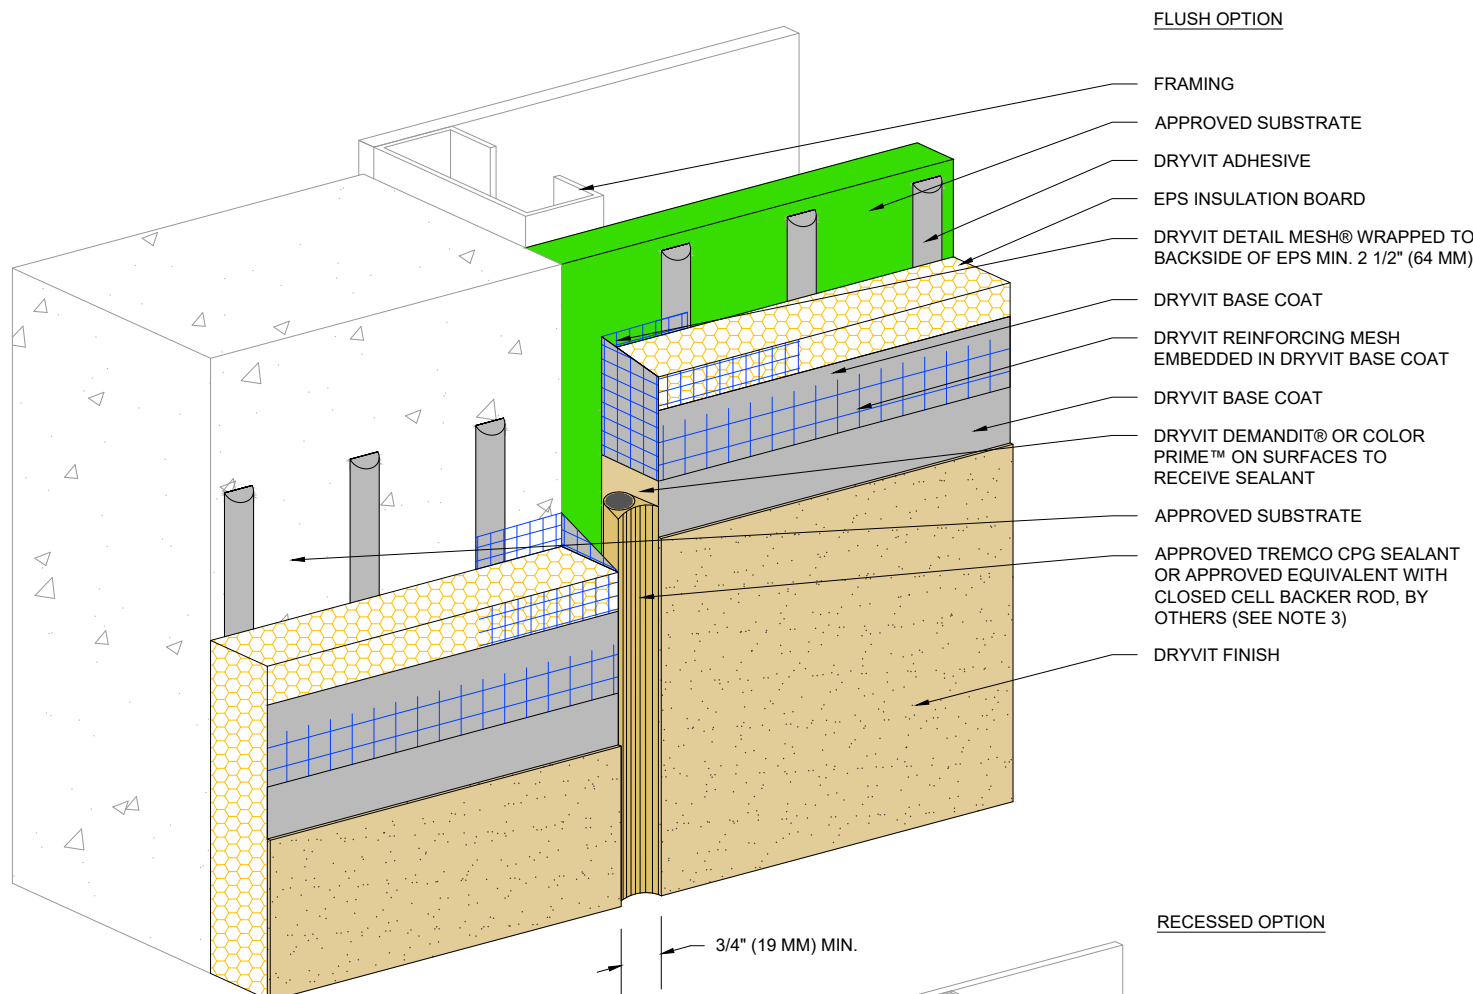 FLUSH OPTION
FRAMING
APPROVED SUBSTRATE
DRYVIT ADHESIVE
EPS INSULATION BOARD
DRYVIT DETAIL MESH® WRAPPED TO
BACKSIDE OF EPS MIN. 2 1/2" (64 MM)
DRYVIT BASE COAT
DRYVIT REINFORCING MESH
EMBEDDED IN DRYVIT BASE COAT
DRYVIT BASE COAT
DRYVIT DEMANDIT® OR COLOR
PRIME™ ON SURFACES TO
RECEIVE SEALANT
APPROVED SUBSTRATE
APPROVED TREMCO CPG SEALANT
OR APPROVED EQUIVALENT WITH
CLOSED CELL BACKER ROD, BY
OTHERS (SEE NOTE 3)
DRYVIT FINISH
RECESSED OPTION
3/4" (19 MM) MIN.